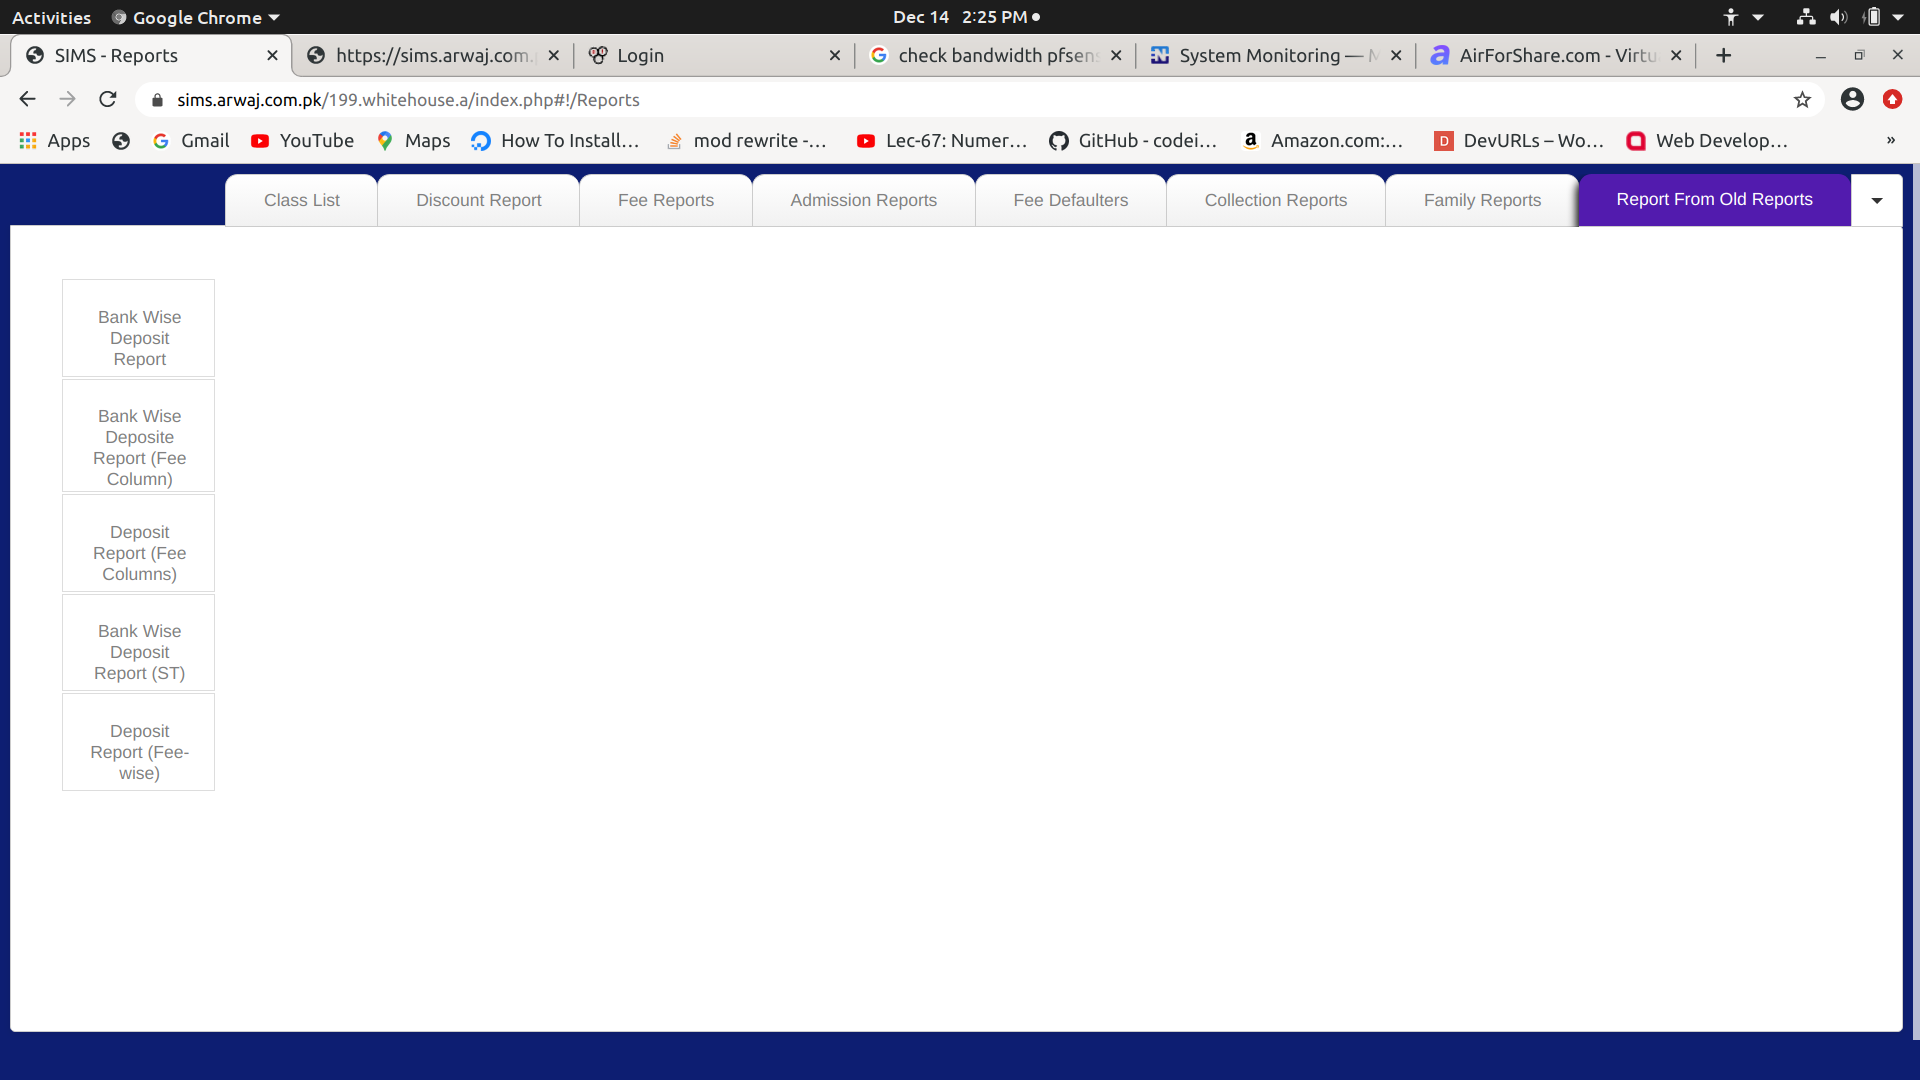 Activities Google Chrome Dec 14 2:25 PM
SIMS - Reports https://sims.arwaj.com. Login check bandwidth pfsens System Monitoring — AirForShare.com - Virtu
sims.arwaj.com.pk/199.whitehouse.a/index.php#!/Reports
Apps Gmail YouTube Maps How To Install... mod rewrite -... Lec-67: Numer... GitHub - codei... Amazon.com:... DevURLs – Wo... Web Develop... »
Class List Discount Report Fee Reports Admission Reports Fee Defaulters Collection Reports Family Reports Report From Old Reports
Bank Wise
Deposit
Report
Bank Wise
Deposite
Report (Fee
Column)
Deposit
Report (Fee
Columns)
Bank Wise
Deposit
Report (ST)
Deposit
Report (Fee-
wise)